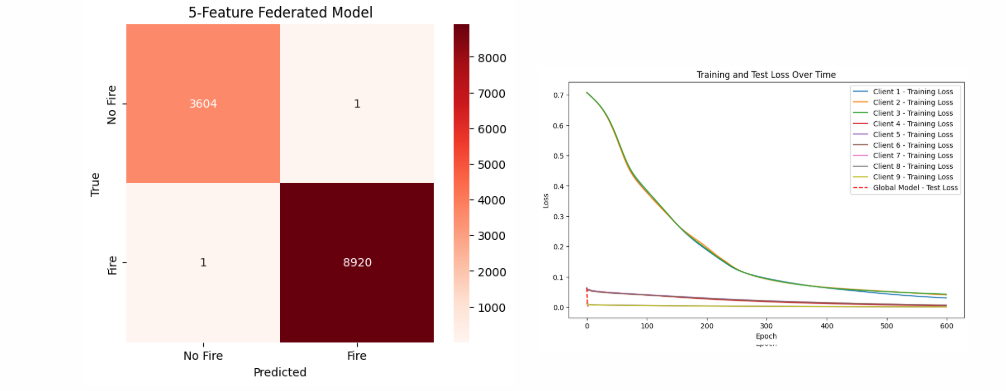 5-Feature Federated Model
True
No Fire
Fire
3604
1
1
8920
No Fire
Fire
Predicted
8000
7000
6000
5000
4000
3000
2000
1000
Training and Test Loss Over Time
Loss
0.7
0.6
0.5
0.4
0.3
0.2
0.1
0.0
Client 1 - Training Loss
Client 2 - Training Loss
Client 3 - Training Loss
Client 4 - Training Loss
Client 5 - Training Loss
Client 6 - Training Loss
Client 7 - Training Loss
Client 8 - Training Loss
Client 9 - Training Loss
Global Model - Test Loss
0
100
200
300
400
500
600
Epoch
Epoch